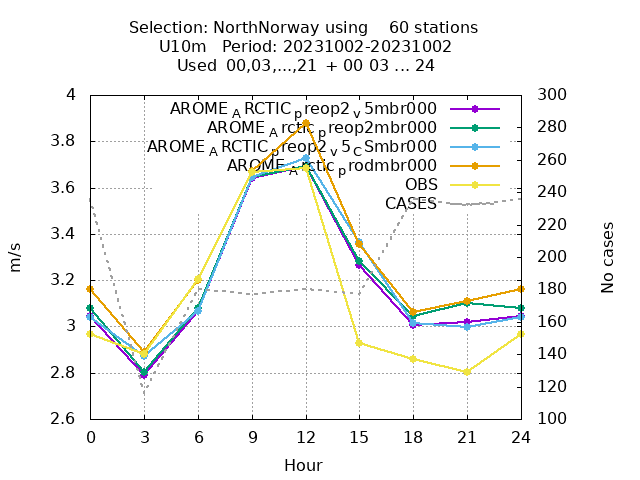 Selection: NorthNorway using    60 stations
U10m   Period: 20231002-20231002
Used  00,03,...,21  + 00 03 ... 24
4
3.8
3.6
3.4
3.2
3
2.8
2.6
m/s
300
280
260
240
220
200
180
160
140
120
100
No cases
AROME_ARCTIC_preop2_v5mbr000
AROME_Arctic_preop2mbr000
AROME_ARCTIC_preop2_v5_CSmbr000
AROME_Arctic_prodmbr000
OBS
CASES
0 3 6 9 12 15 18 21 24
Hour